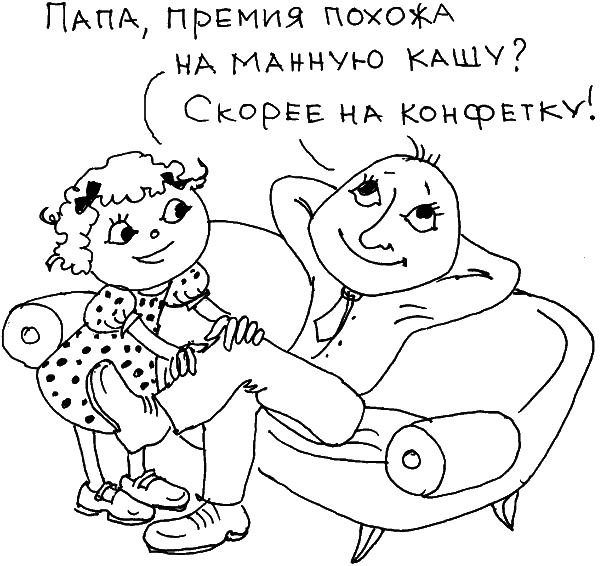 Папа, премия похожа
на манную кашу?
Скорее на конфетку!